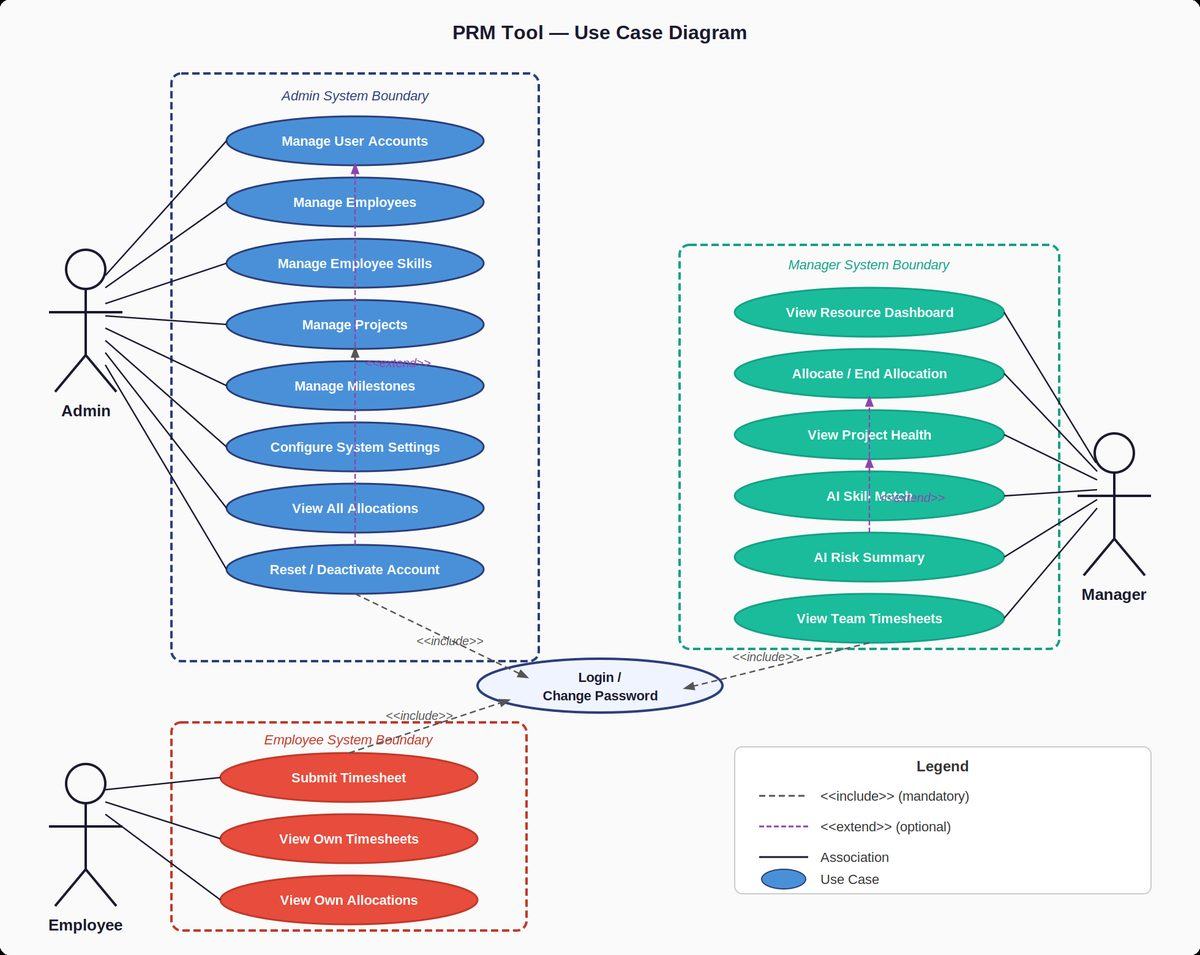 PRM Tool — Use Case Diagram
Admin System Boundary
Manage User Accounts
Manage Employees
Manage Employee Skills
Manage Projects
<<extend>>
Manage Milestones
Configure System Settings
View All Allocations
Reset / Deactivate Account
<<include>>
Admin
Manager System Boundary
View Resource Dashboard
Allocate / End Allocation
View Project Health
AI Skill Match
<<extend>>
AI Risk Summary
View Team Timesheets
<<include>>
Manager
Login /
Change Password
<<include>>
Employee System Boundary
Submit Timesheet
View Own Timesheets
View Own Allocations
Employee
Legend
<<include>> (mandatory)
<<extend>> (optional)
Association
Use Case